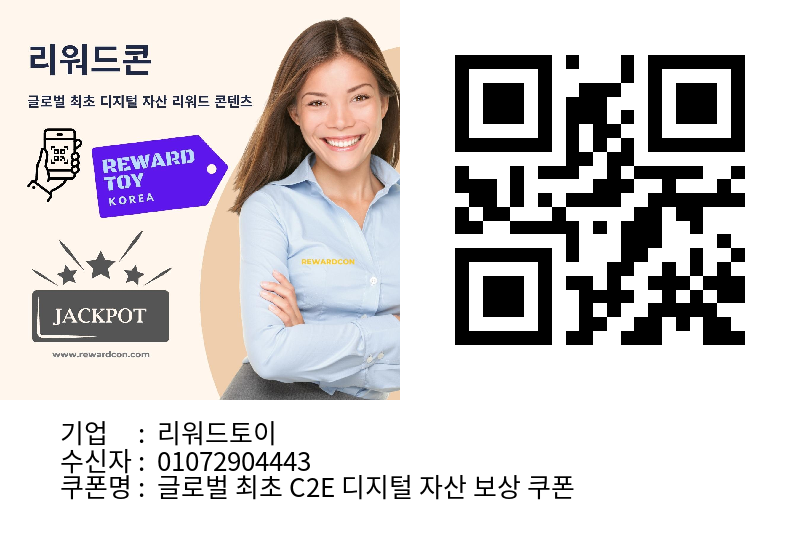 리워드콘
글로벌 최초 디지털 자산 리워드 콘텐츠
REWARD
TOY
KOREA
REWARDCON
JACKPOT
www.rewardcon.com
기업 : 리워드토이
수신자 : 01072904443
쿠폰명 : 글로벌 최초 C2E 디지털 자산 보상 쿠폰